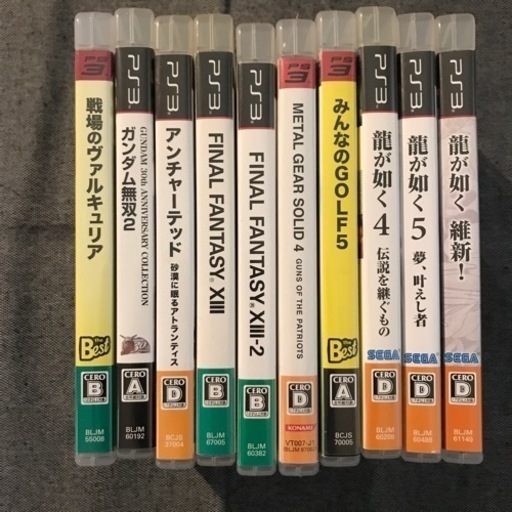 PS3
戦場のヴァルキュリア
the Best
CERO
B
BLJM
55008
PS3
ガンダム無双2
GUNDAM 30th ANNIVERSARY COLLECTION
CERO
A
BLJM
60192
PS3
アンチャーテッド
砂漠に眠るアトランティス
CERO
D
BCJS
37004
PS3
FINAL FANTASY XIII
CERO
B
BLJM
67005
PS3
FINAL FANTASY XIII-2
CERO
B
BLJM
60382
PS3
METAL GEAR SOLID 4
GUNS OF THE PATRIOTS
CERO
D
KONAMI
VT007-J1
PS3
みんなのGOLF 5
the Best
CERO
A
BCJS
70005
PS3
龍が如く4
伝説を継ぐもの
SEGA
CERO
D
BLJM
PS3
龍が如く5
夢、叶えし者
SEGA
CERO
D
BLJM
60488
PS3
龍が如く 維新!
SEGA
CERO
D
BLJM
61149